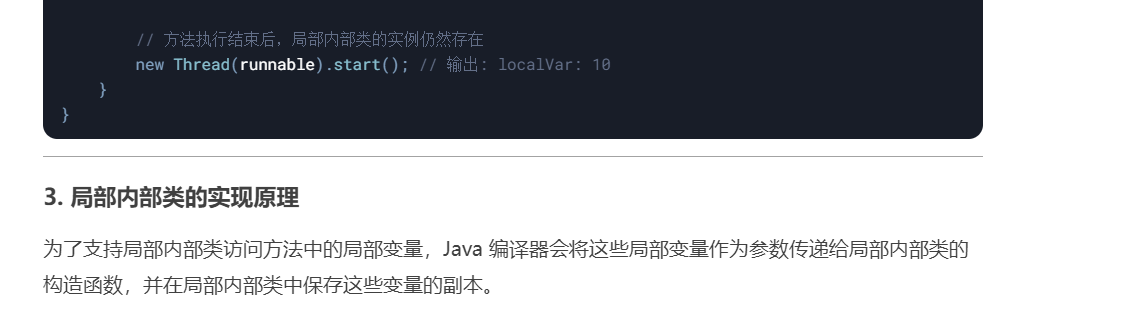 // 方法执行结束后，局部内部类的实例仍然存在
new Thread(runnable).start(); // 输出: localVar: 10
}
}
3. 局部内部类的实现原理
为了支持局部内部类访问方法中的局部变量，Java 编译器会将这些局部变量作为参数传递给局部内部类的
构造函数，并在局部内部类中保存这些变量的副本。